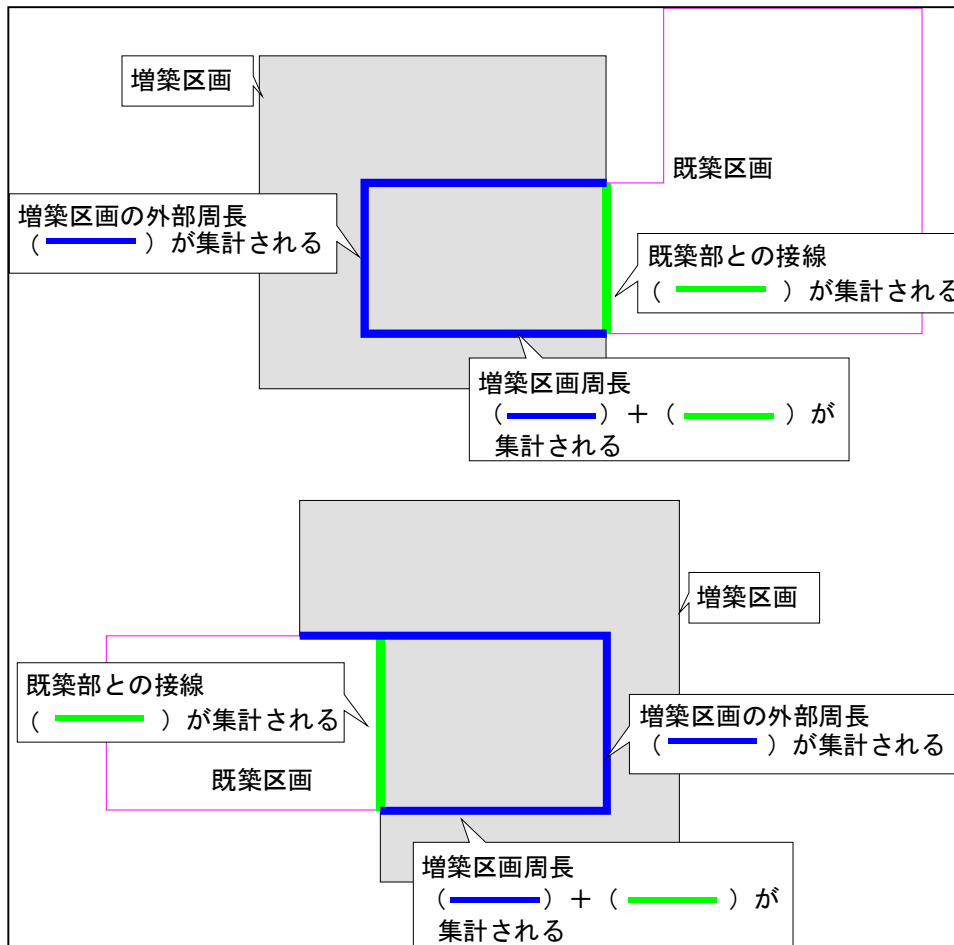 増築区画
既築区画
増築区画の外部周長
（　）が集計される
既築部との接線
（　）が集計される
増築区画周長
（　）＋（　）が
集計される
増築区画
既築部との接線
（　）が集計される
増築区画の外部周長
（　）が集計される
既築区画
増築区画周長
（　）＋（　）が
集計される